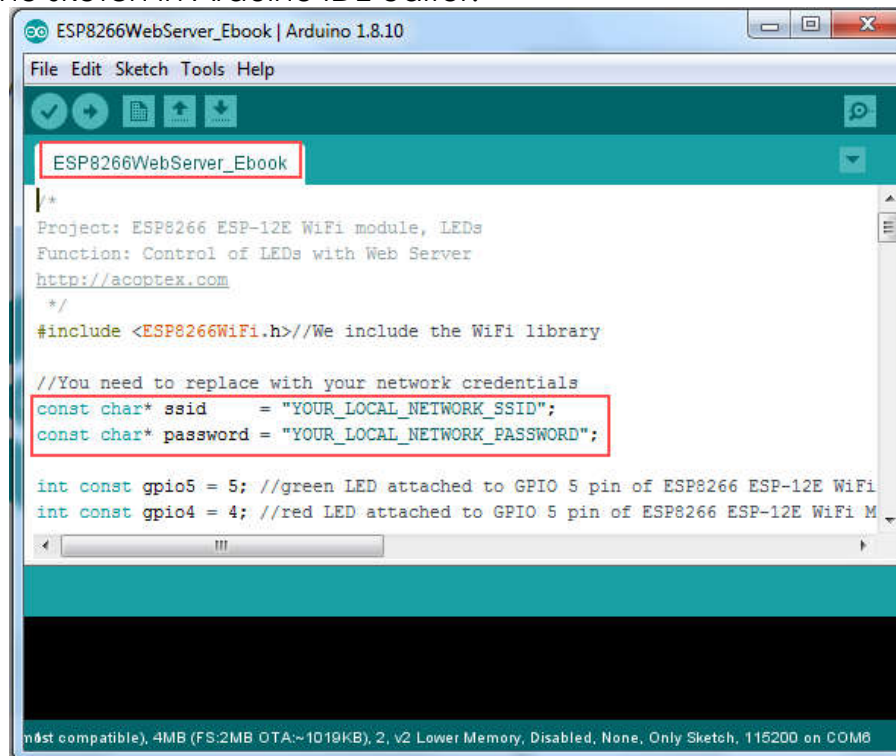 ESP8266WebServer_Ebook | Arduino 1.8.10
File Edit Sketch Tools Help
ESP8266WebServer_Ebook
/*
Project: ESP8266 ESP-12E WiFi module, LEDs
Function: Control of LEDs with Web Server
http://acoptex.com
*/
#include <ESP8266WiFi.h>//We include the WiFi library
//You need to replace with your network credentials
const char* ssid     = "YOUR_LOCAL_NETWORK_SSID";
const char* password = "YOUR_LOCAL_NETWORK_PASSWORD";
int const gpio5 = 5; //green LED attached to GPIO 5 pin of ESP8266 ESP-12E WiFi
int const gpio4 = 4; //red LED attached to GPIO 5 pin of ESP8266 ESP-12E WiFi M
compatible), 4MB (FS:2MB OTA:~1019KB), 2, v2 Lower Memory, Disabled, None, Only Sketch, 115200 on COM6